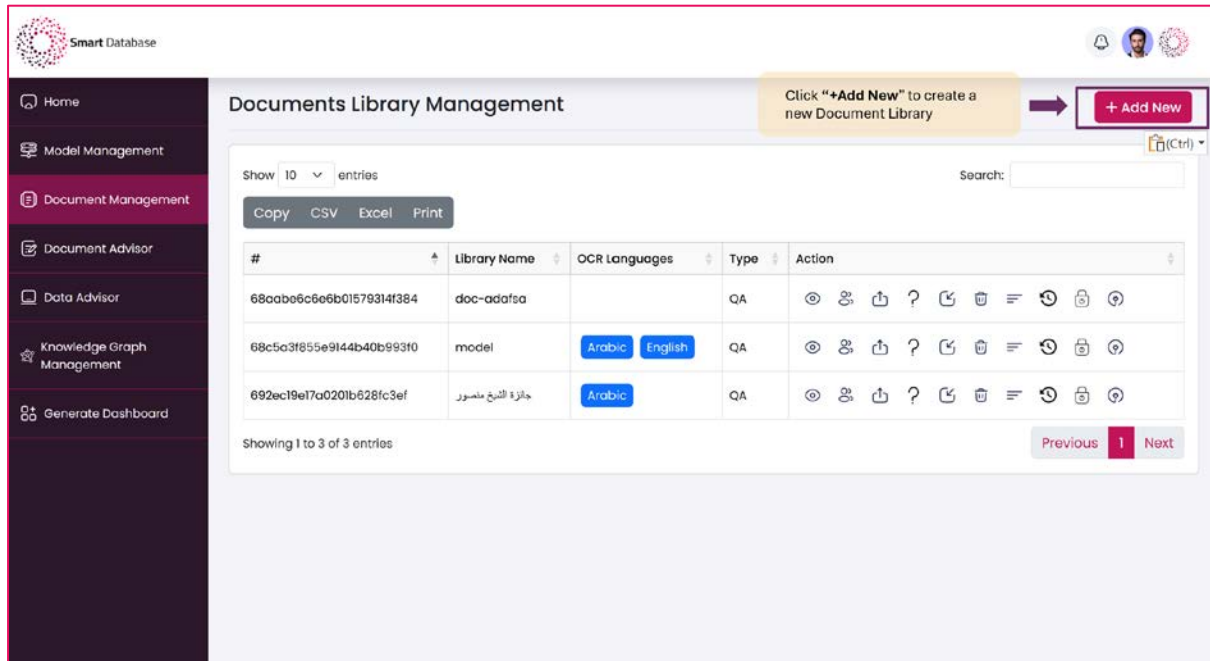 Smart Database
Home
Model Management
Document Management
Document Advisor
Data Advisor
Knowledge Graph
Management
Generate Dashboard
Documents Library Management
Click “+Add New” to create a
new Document Library
+ Add New
(Ctrl)
Show 10 entries
Search:
Copy CSV Excel Print
# Library Name OCR Languages Type Action
68aabe6c6e6b01579314f384 doc-adafsa QA
68c5a3f855e9144b40b993f0 model Arabic English QA
692ec19e17a0201b628fc3ef جائزة الشيخ منصور Arabic QA
Showing 1 to 3 of 3 entries
Previous 1 Next